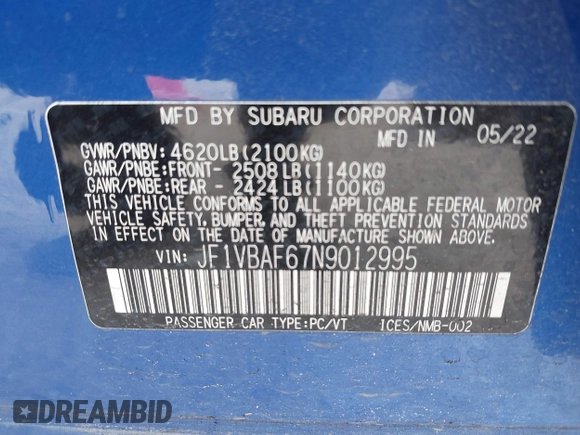 MFD BY SUBARU CORPORATION
MFD IN 05/22
GVWR/PNBV: 4620LB(2100KG)
GAWR/PNBE:FRONT- 2508LB(1140KG)
GAWR/PNBE:REAR - 2424LB(1100KG)
THIS VEHICLE CONFORMS TO ALL APPLICABLE FEDERAL MOTOR
VEHICLE SAFETY, BUMPER, AND THEFT PREVENTION STANDARDS
IN EFFECT ON THE DATE OF MANUFACTURE SHOWN ABOVE.
VIN: JF1VBAF67N9012995
PASSENGER CAR TYPE:PC/VT ICES/NMB-002
DREAMBID